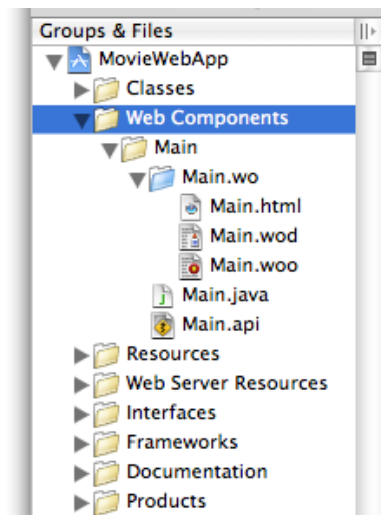 Groups & Files
MovieWebApp
Classes
Web Components
Main
Main.wo
Main.html
Main.wod
Main.woo
Main.java
Main.api
Resources
Web Server Resources
Interfaces
Frameworks
Documentation
Products